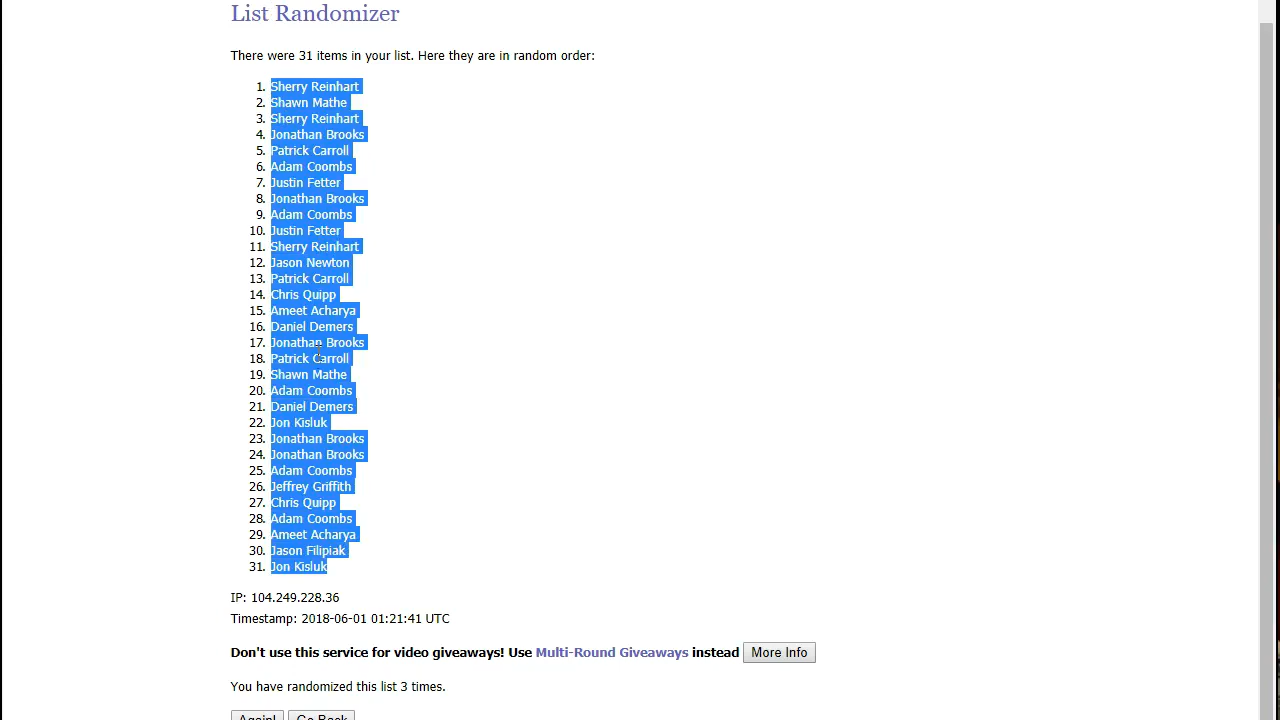 List Randomizer
There were 31 items in your list. Here they are in random order:
1. Sherry Reinhart
2. Shawn Mathe
3. Sherry Reinhart
4. Jonathan Brooks
5. Patrick Carroll
6. Adam Coombs
7. Justin Fetter
8. Jonathan Brooks
9. Adam Coombs
10. Justin Fetter
11. Sherry Reinhart
12. Jason Newton
13. Patrick Carroll
14. Chris Quipp
15. Ameet Acharya
16. Daniel Demers
17. Jonathan Brooks
18. Patrick Carroll
19. Shawn Mathe
20. Adam Coombs
21. Daniel Demers
22. Jon Kisluk
23. Jonathan Brooks
24. Jonathan Brooks
25. Adam Coombs
26. Jeffrey Griffith
27. Chris Quipp
28. Adam Coombs
29. Ameet Acharya
30. Jason Filipiak
31. Jon Kisluk
IP: 104.249.228.36
Timestamp: 2018-06-01 01:21:41 UTC
Don't use this service for video giveaways! Use Multi-Round Giveaways instead More Info
You have randomized this list 3 times.
Again! Go Back